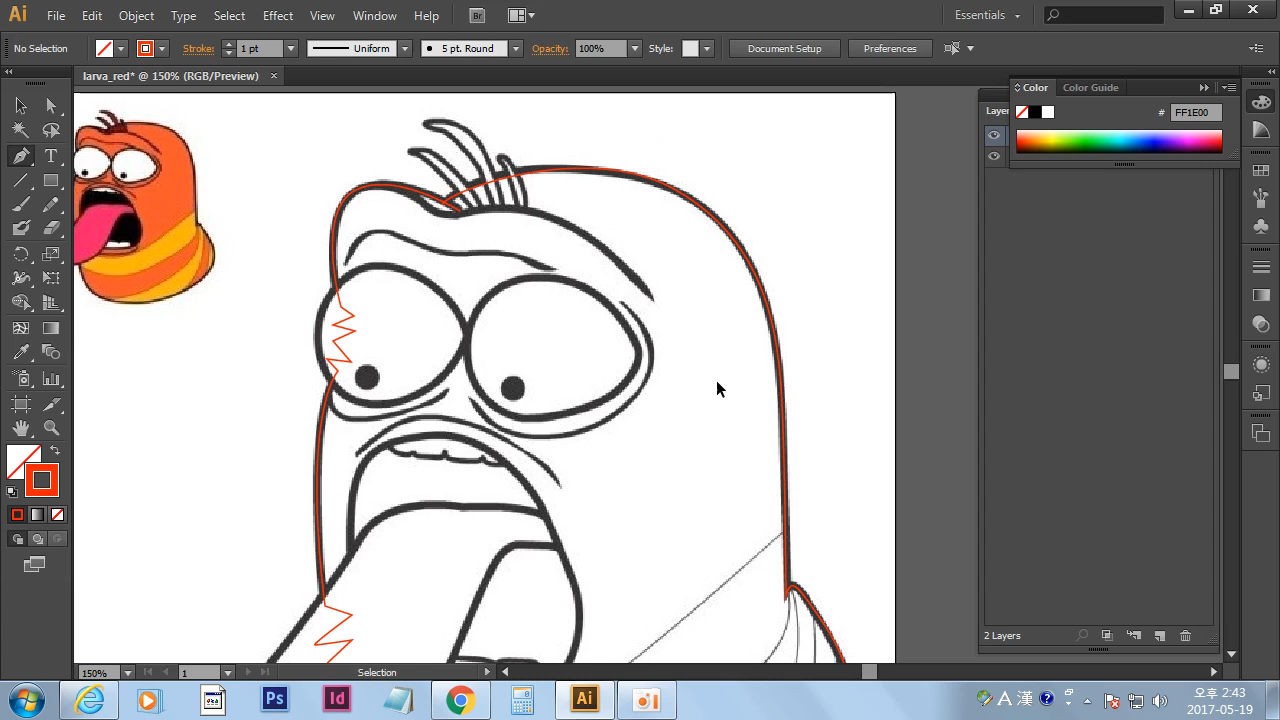 Ai File Edit Object Type Select Effect View Window Help Br Essentials
No Selection Stroke: 1 pt Uniform 5 pt. Round Opacity: 100% Style: Document Setup Preferences
larva_red* @ 150% (RGB/Preview)
Color Color Guide
Layer
# FF1E00
2 Layers
150% 1 Selection
Ps Id Ai A 漢 오후 2:43
2017-05-19